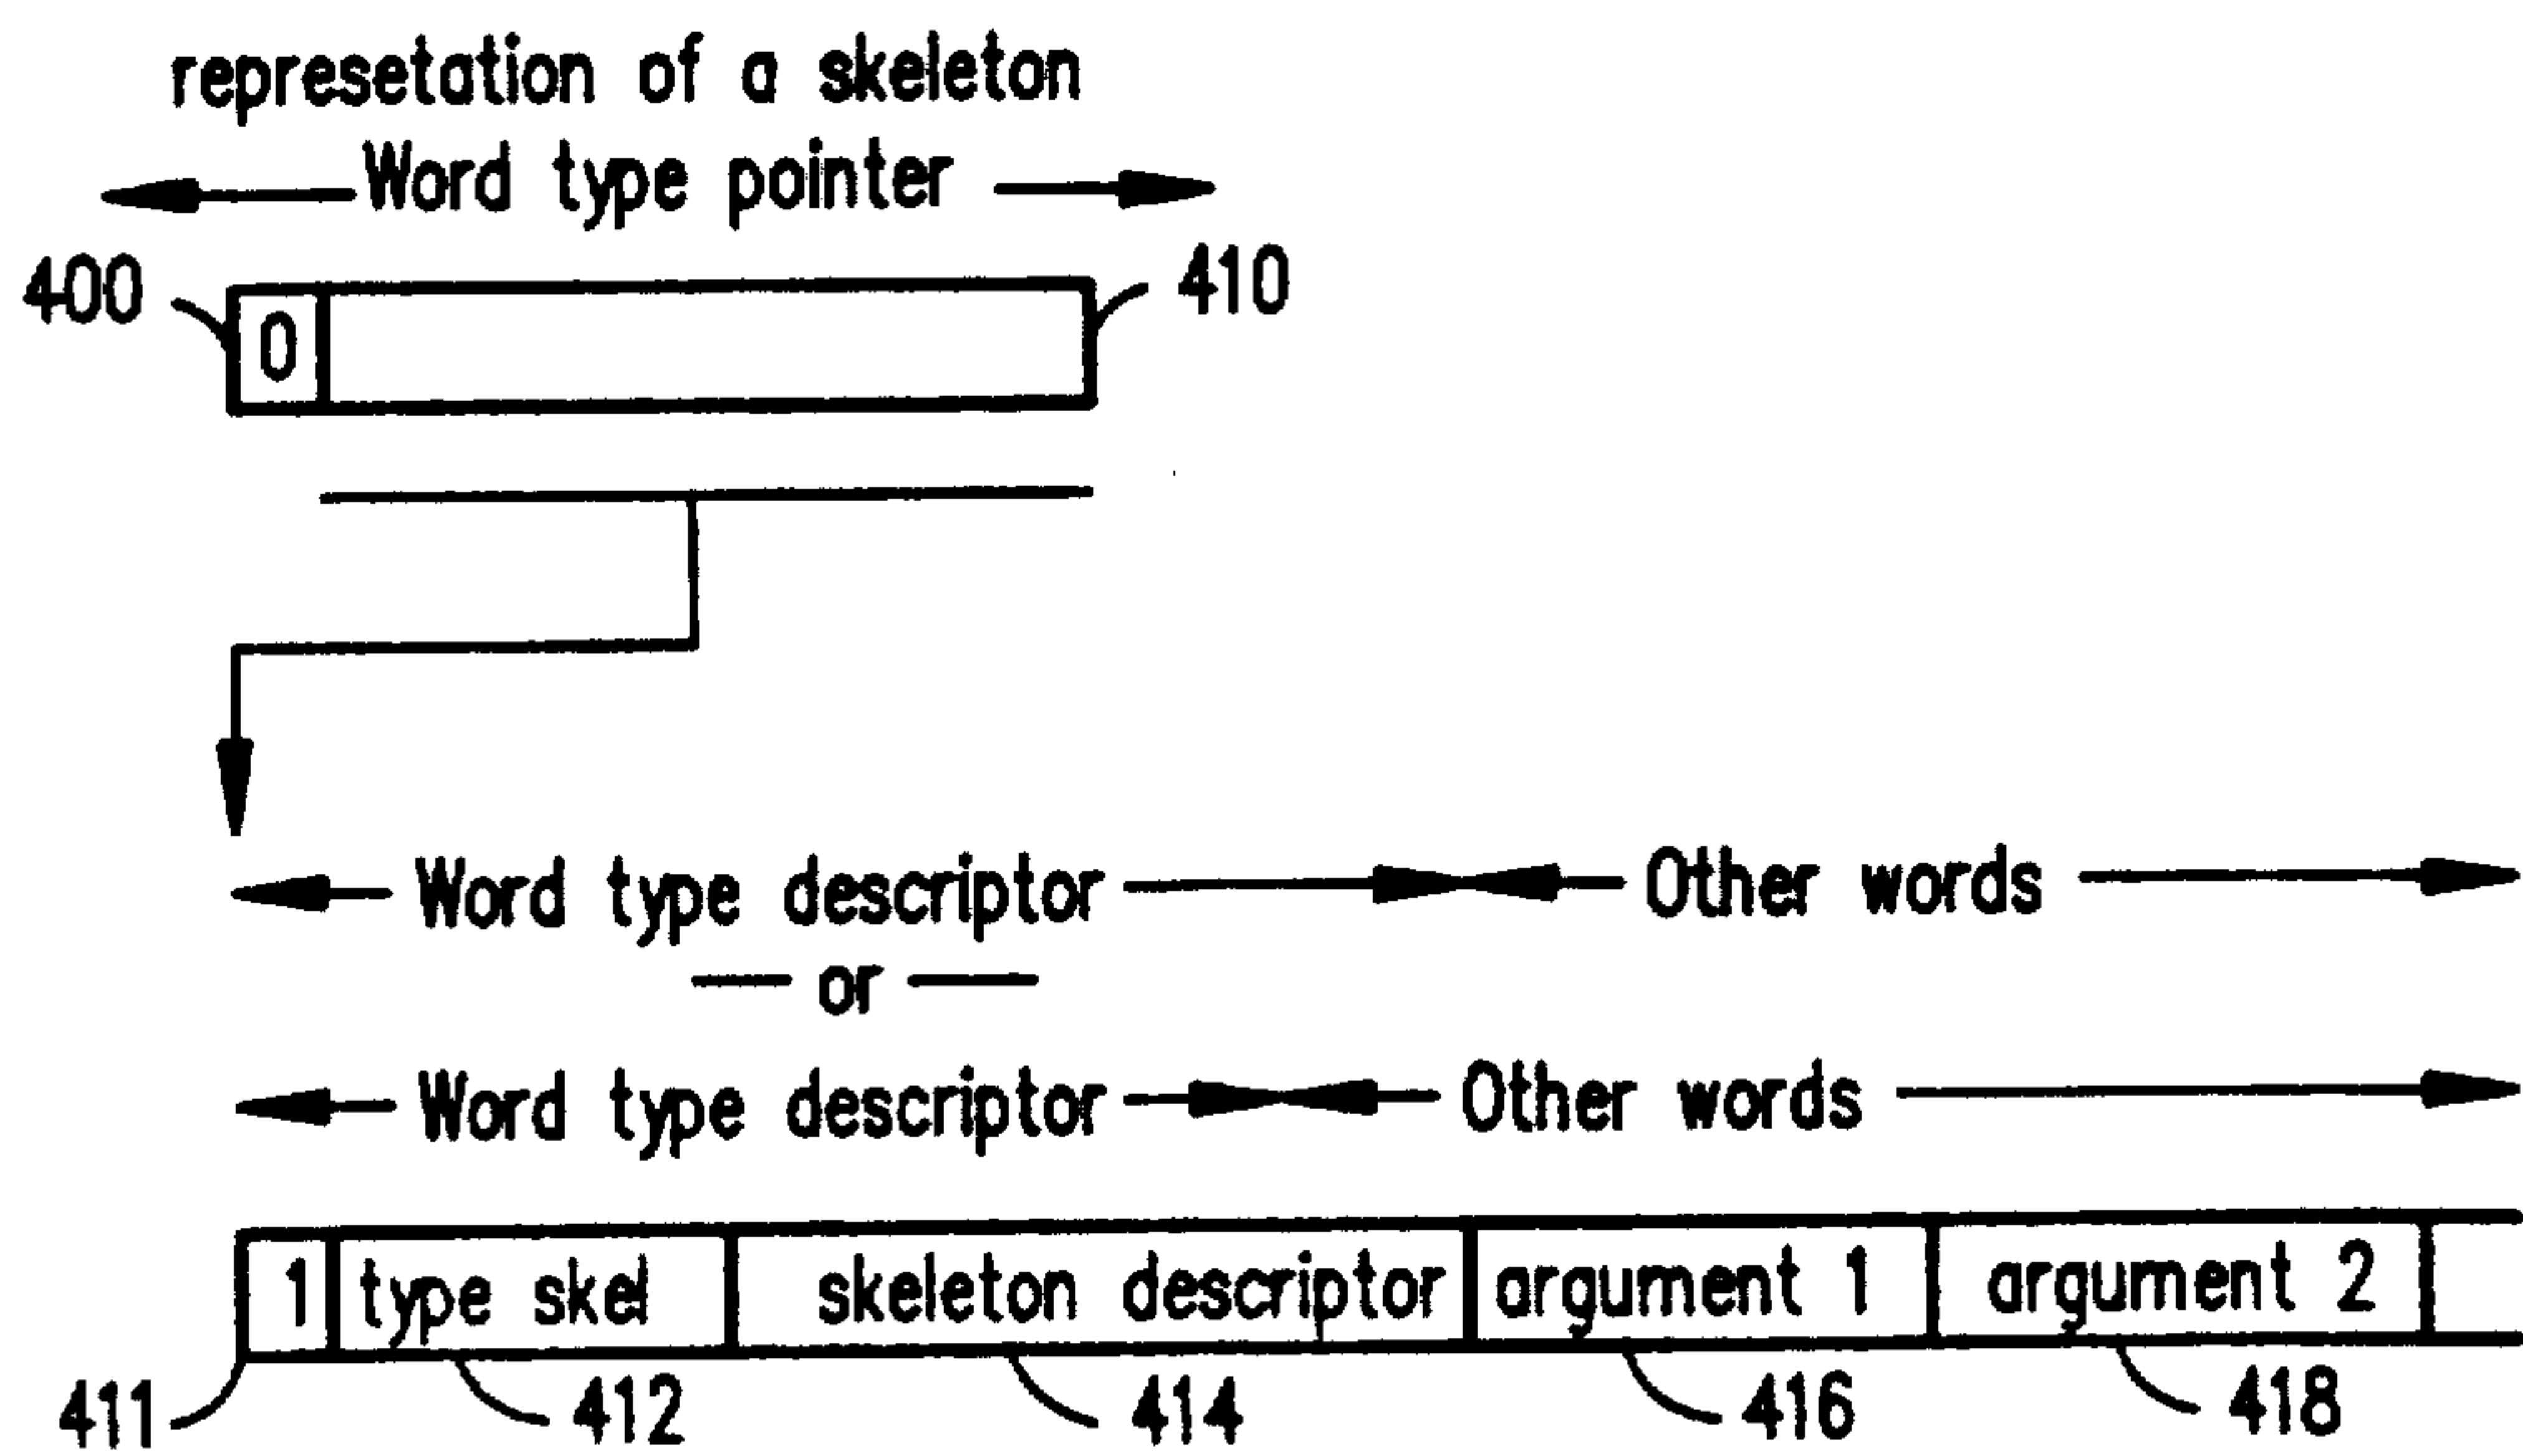 represetation of a skeleton
Word type pointer
400
410
0
Word type descriptor Other words
or
Word type descriptor Other words
1 type skel skeleton descriptor argument 1 argument 2
411 412 414 416 418